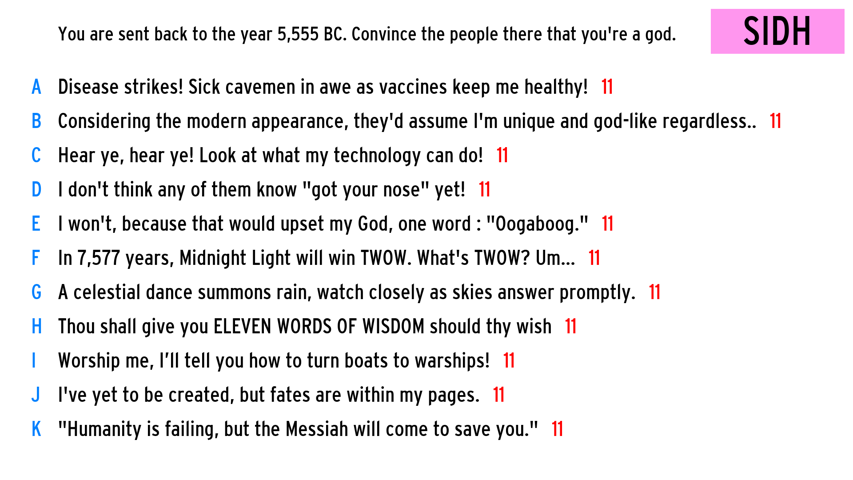 You are sent back to the year 5,555 BC. Convince the people there that you're a god.
SIDH
A Disease strikes! Sick cavemen in awe as vaccines keep me healthy! 11
B Considering the modern appearance, they'd assume I'm unique and god-like regardless.. 11
C Hear ye, hear ye! Look at what my technology can do! 11
D I don't think any of them know "got your nose" yet! 11
E I won't, because that would upset my God, one word : "Oogaboog." 11
F In 7,577 years, Midnight Light will win TWOW. What's TWOW? Um... 11
G A celestial dance summons rain, watch closely as skies answer promptly. 11
H Thou shall give you ELEVEN WORDS OF WISDOM should thy wish 11
I Worship me, I’ll tell you how to turn boats to warships! 11
J I've yet to be created, but fates are within my pages. 11
K "Humanity is failing, but the Messiah will come to save you." 11